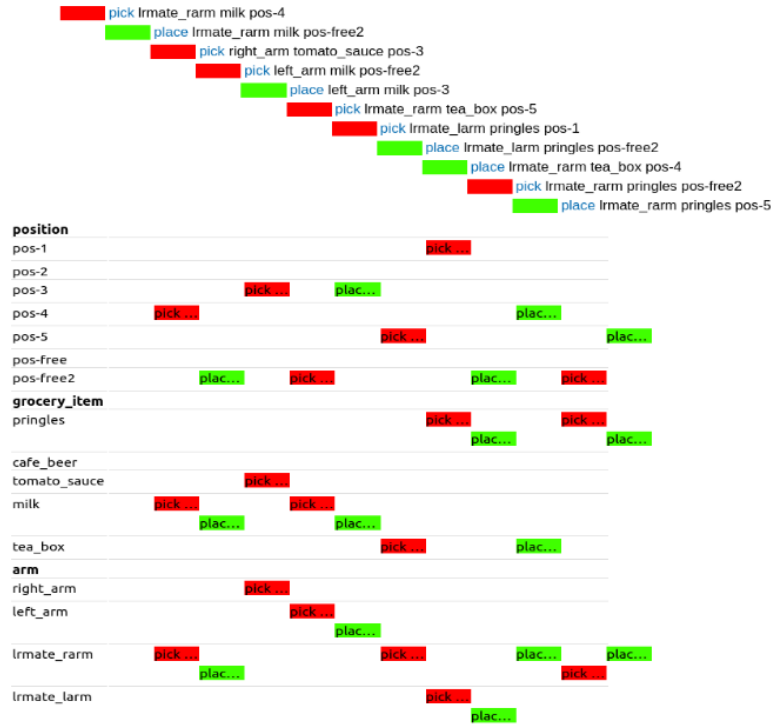 pick lrmate_rarm milk pos-4
place lrmate_rarm milk pos-free2
pick right_arm tomato_sauce pos-3
pick left_arm milk pos-free2
place left_arm milk pos-3
pick lrmate_rarm tea_box pos-5
pick lrmate_larm pringles pos-1
place lrmate_larm pringles pos-free2
place lrmate_rarm tea_box pos-4
pick lrmate_rarm pringles pos-free2
place lrmate_rarm pringles pos-5
position
pos-1 pick ...
pos-2
pos-3 pick ... plac...
pos-4 pick ... plac...
pos-5 pick ... plac...
pos-free
pos-free2 plac... pick ... plac... pick ...
grocery_item
pringles pick ... pick ...
plac... plac...
cafe_beer
tomato_sauce pick ...
milk pick ... pick ...
plac... plac...
tea_box pick ... plac...
arm
right_arm pick ...
left_arm pick ...
plac...
lrmate_rarm pick ... pick ... plac... plac...
plac... pick ...
lrmate_larm pick ...
plac...